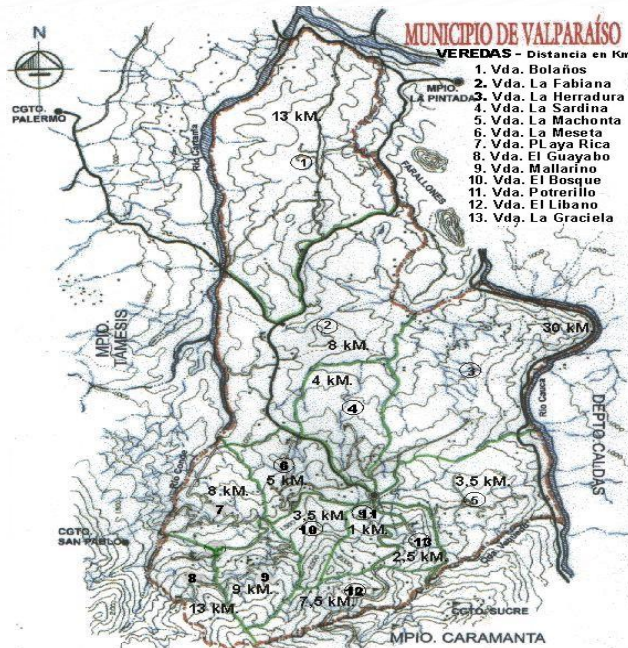 MUNICIPIO DE VALPARAÍSO
VEREDAS - Distancia en Km
1. Vda. Bolaños
2. Vda. La Fabiana
3. Vda. La Herradura
4. Vda. La Sardina
5. Vda. La Machonta
6. Vda. La Meseta
7. Vda. PLaya Rica
8. Vda. El Guayabo
9. Vda. Mallarino
10. Vda. El Bosque
11. Vda. Potrerillo
12. Vda. El Libano
13. Vda. La Graciela
N
CGTO.
PALERMO
MPIO.
LA PINTADA
13 kM.
1
FARALLONES
MPIO.
TÁMESIS
2
8 kM.
30 kM.
3
4 kM.
4
Río Cauca
DEPTO CALDAS
6
5 kM.
8 kM.
7
3,5 kM.
5
3,5 kM.
10
11
1 kM.
13
2,5 kM.
CGTO.
SAN PABLO
8
13 kM.
9
9 kM.
12
7,5 kM.
CGTO. SUCRE
MPIO. CARAMANTA